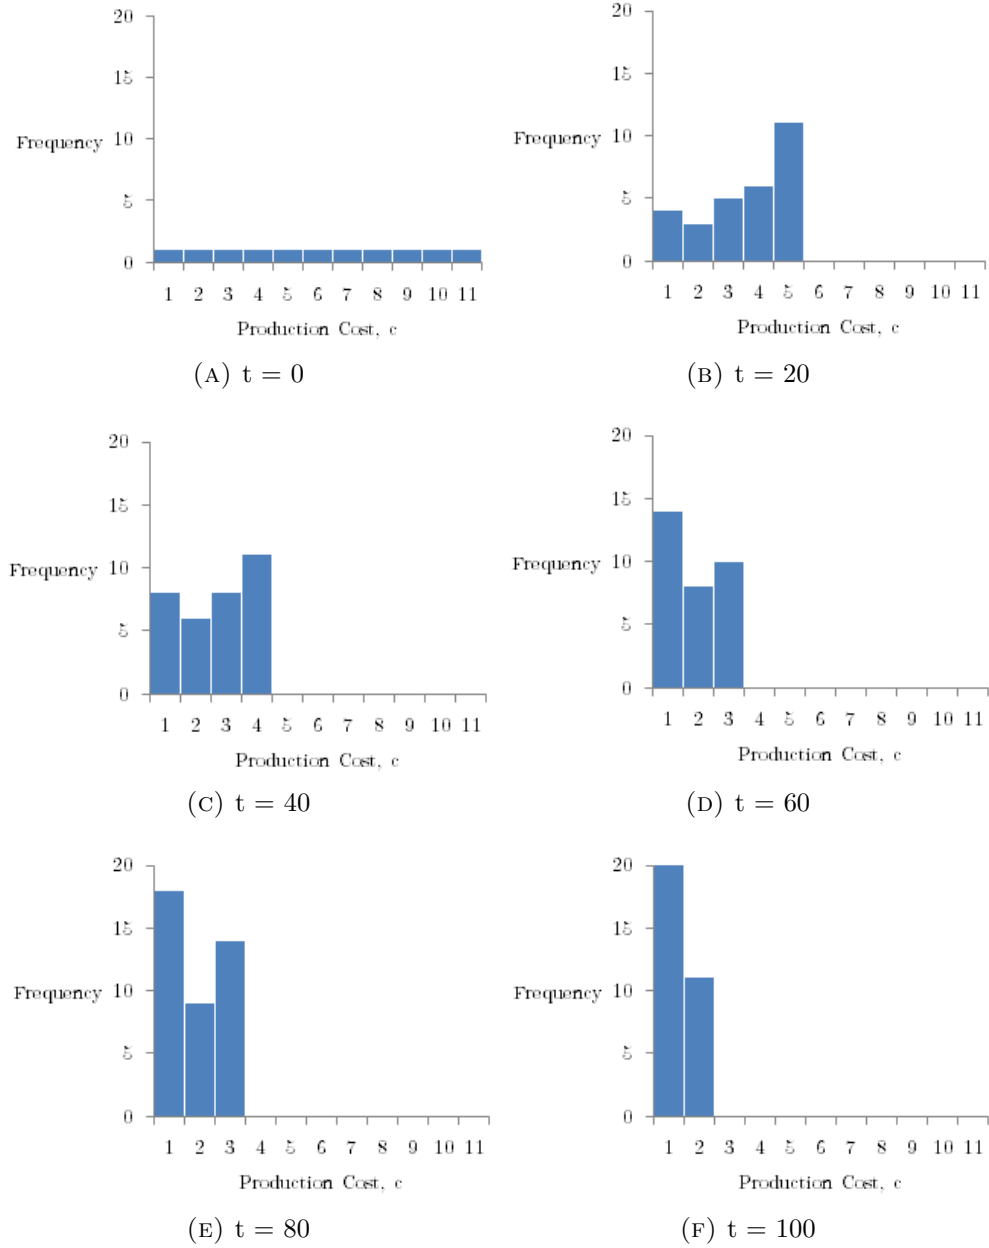 20
15
Frequency 10
5
0
1 2 3 4 5 6 7 8 9 10 11
Production Cost, c
(A) t = 0
20
15
Frequency 10
5
0
1 2 3 4 5 6 7 8 9 10 11
Production Cost, c
(B) t = 20
20
15
Frequency 10
5
0
1 2 3 4 5 6 7 8 9 10 11
Production Cost, c
(C) t = 40
20
15
Frequency 10
5
0
1 2 3 4 5 6 7 8 9 10 11
Production Cost, c
(D) t = 60
20
15
Frequency 10
5
0
1 2 3 4 5 6 7 8 9 10 11
Production Cost, c
(E) t = 80
20
15
Frequency 10
5
0
1 2 3 4 5 6 7 8 9 10 11
Production Cost, c
(F) t = 100